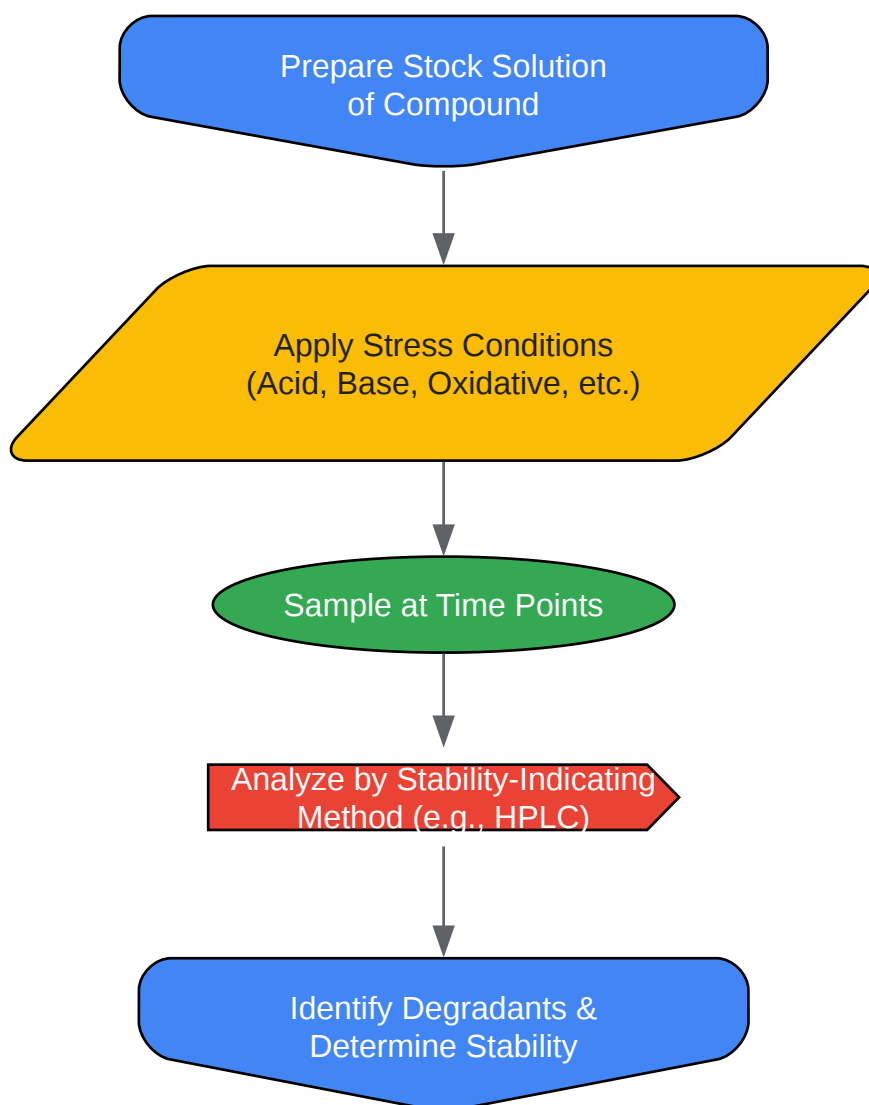 Prepare Stock Solution
of Compound
Apply Stress Conditions
(Acid, Base, Oxidative, etc.)
Sample at Time Points
Analyze by Stability-Indicating
Method (e.g., HPLC)
Identify Degradants &
Determine Stability